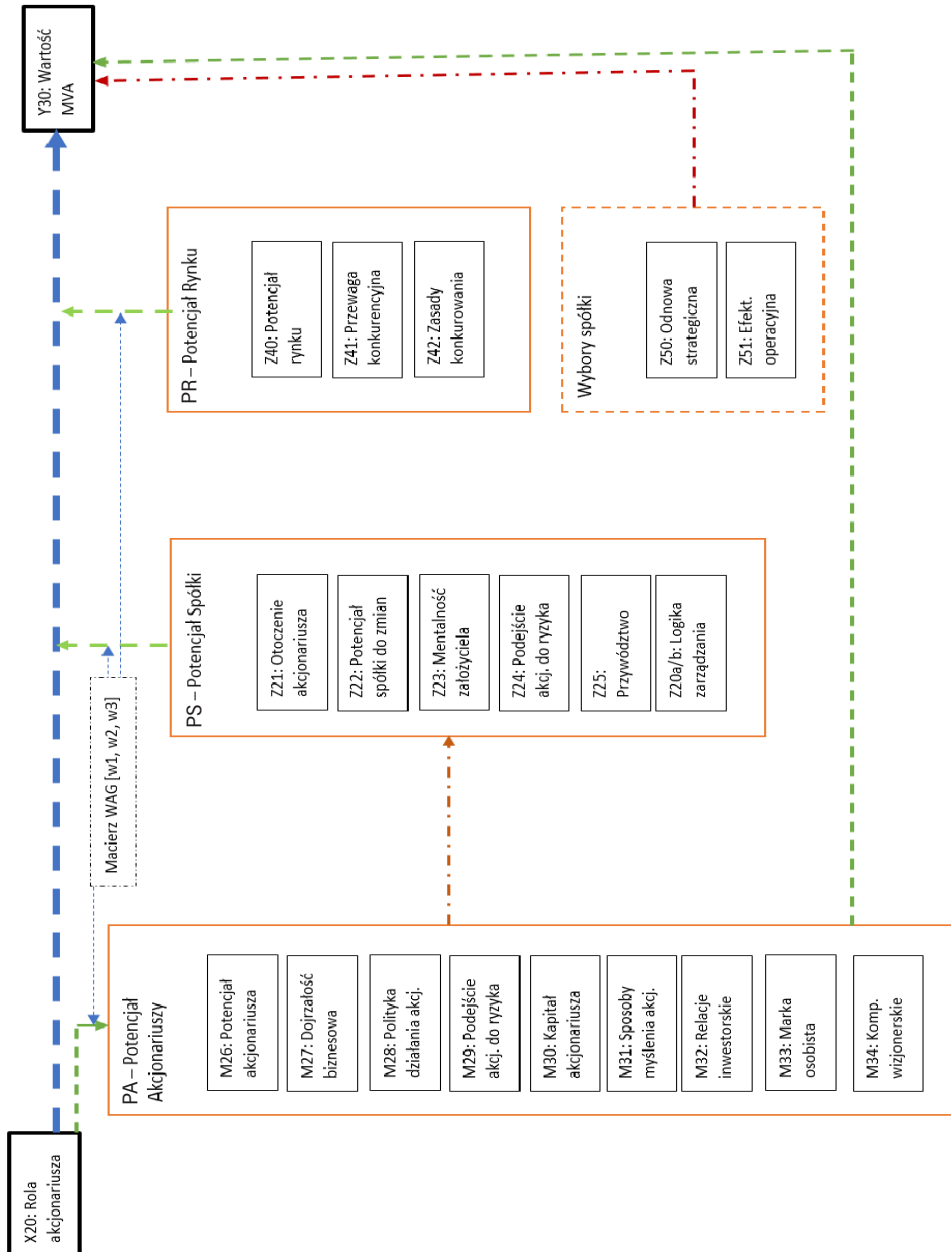 X20: Rola
akcjonariusza
Y30: Wartość
MVA
Macierz WAG [w1, w2, w3]
PA – Potencjał
Akcjonariuszy
M26: Potencjał
akcjonariusza
M27: Dojrzałość
biznesowa
M28: Polityka
działania akcj.
M29: Podejście
akcj. do ryzyka
M30: Kapitał
akcjonariusza
M31: Sposoby
myślenia akcj.
M32: Relacje
inwestorskie
M33: Marka
osobista
M34: Komp.
wizjonerskie
PS – Potencjał Spółki
Z21: Otoczenie
akcjonariusza
Z22: Potencjał
spółki do zmian
Z23: Mentalność
założyciela
Z24: Podejście
akcj. do ryzyka
Z25:
Przywództwo
Z20a/b: Logika
zarządzania
PR – Potencjał Rynku
Z40: Potencjał
rynku
Z41: Przewaga
konkurencyjna
Z42: Zasady
konkurowania
Wybory spółki
Z50: Odnowa
strategiczna
Z51: Efekt.
operacyjna